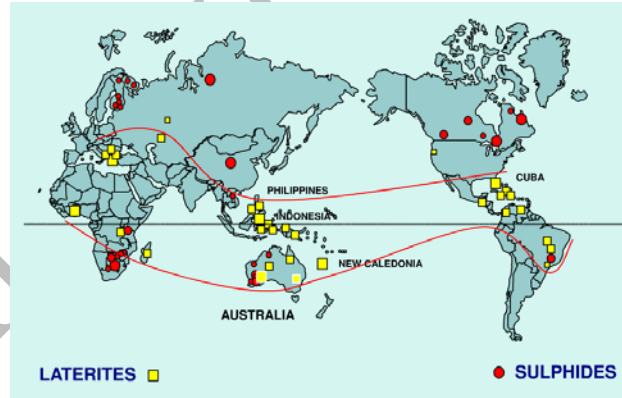 PHILIPPINES
CUBA
INDONESIA
NEW CALEDONIA
AUSTRALIA
LATERITES
SULPHIDES